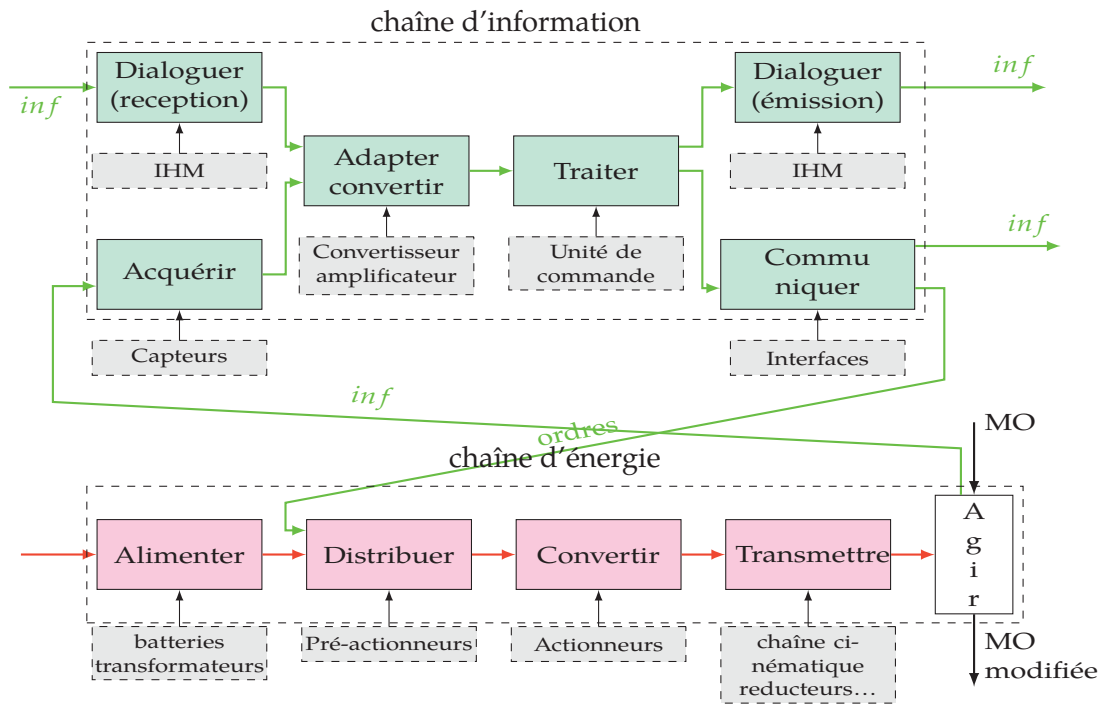 chaîne d’information
Dialoguer
(reception)
Dialoguer
(émission)
inf
inf
IHM
IHM
Adapter
convertir
Traiter
Acquérir
Convertisseur
amplificateur
Unité de
commande
Commu
niquer
inf
Capteurs
Interfaces
inf
ordres
MO
chaîne d’énergie
Alimenter
Distribuer
Convertir
Transmettre
A
g
i
r
batteries
transformateurs
Pré-actionneurs
Actionneurs
chaîne ci-
nématique
reducteurs...
MO
modifiée